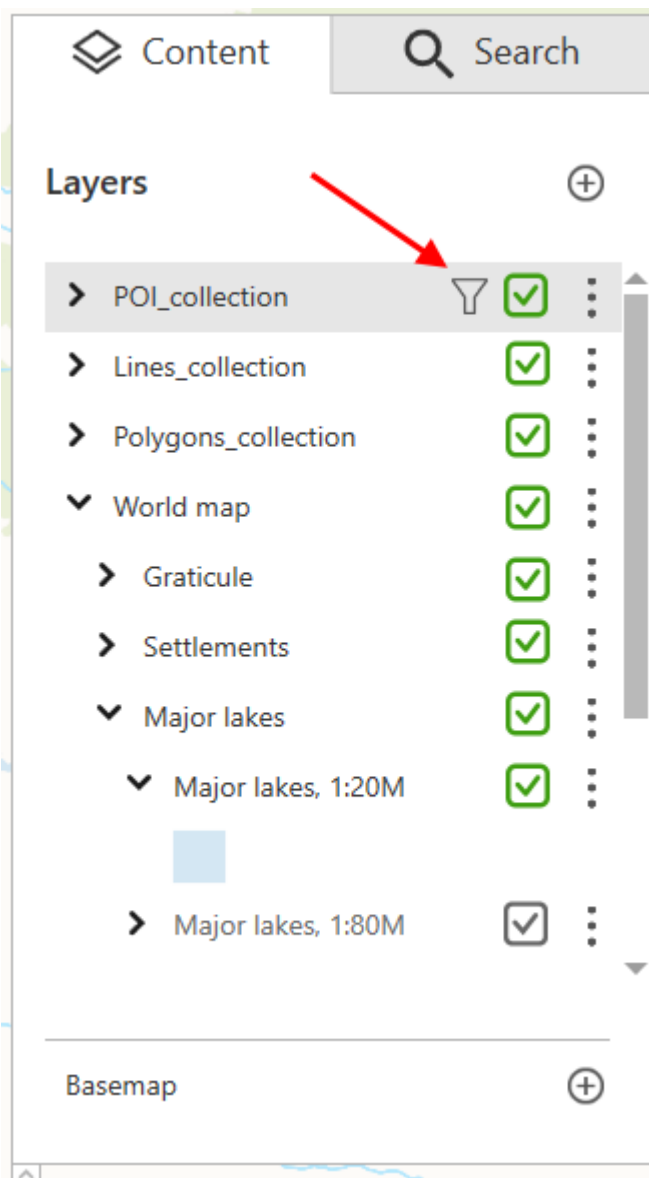 Content Search
Layers
POI_collection
Lines_collection
Polygons_collection
World map
Graticule
Settlements
Major lakes
Major lakes, 1:20M
Major lakes, 1:80M
Basemap